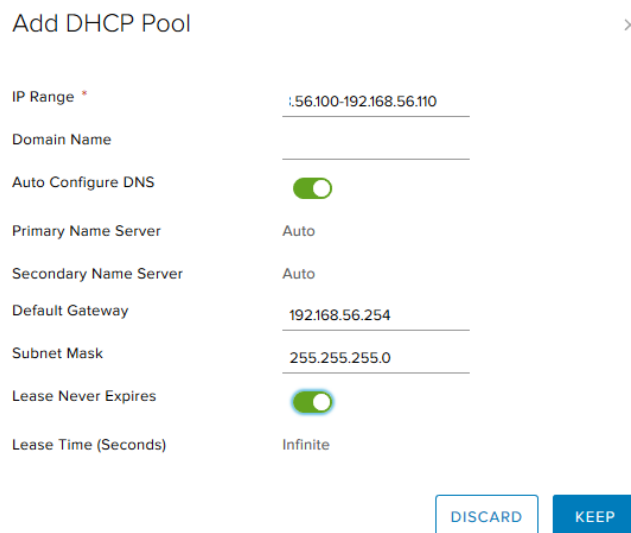 Add DHCP Pool
IP Range * .56.100-192.168.56.110
Domain Name
Auto Configure DNS
Primary Name Server Auto
Secondary Name Server Auto
Default Gateway 192.168.56.254
Subnet Mask 255.255.255.0
Lease Never Expires
Lease Time (Seconds) Infinite
DISCARD KEEP